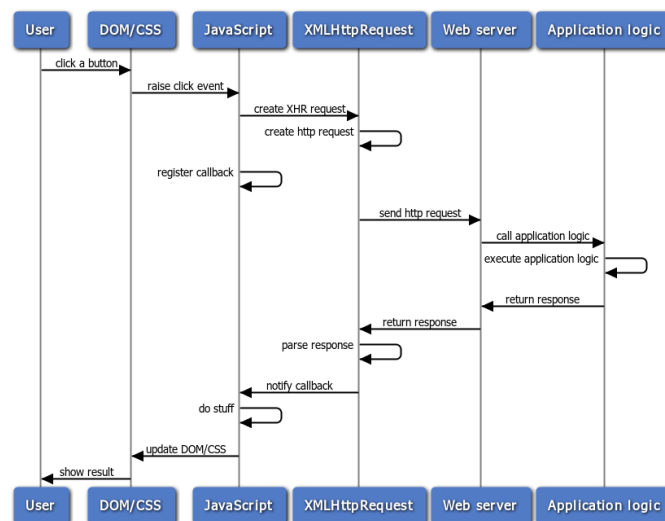 User
DOM/CSS
JavaScript
XMLHttpRequest
Web server
Application logic
click a button
raise click event
create XHR request
create http request
register callback
send http request
call application logic
execute application logic
return response
return response
parse response
notify callback
do stuff
update DOM/CSS
show result
User
DOM/CSS
JavaScript
XMLHttpRequest
Web server
Application logic